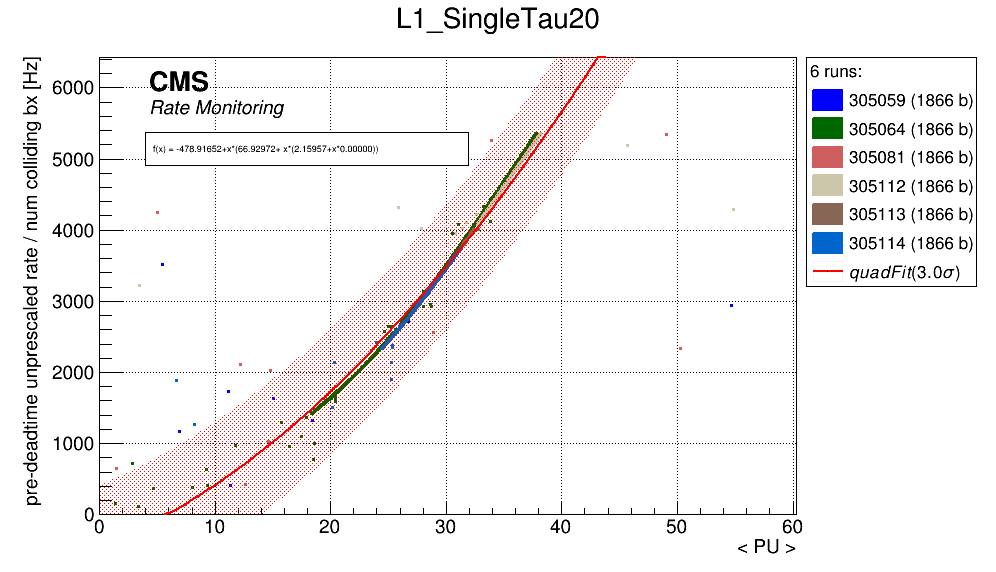 L1_SingleTau20
pre-deadtime unprescaled rate / num colliding bx [Hz]
CMS
Rate Monitoring
f(x) = -478.91652+x*(66.92972+ x*(2.15957+x*0.00000))
6000
5000
4000
3000
2000
1000
0
0 10 20 30 40 50 60
< PU >
6 runs:
305059 (1866 b)
305064 (1866 b)
305081 (1866 b)
305112 (1866 b)
305113 (1866 b)
305114 (1866 b)
quadFit(3.0σ)